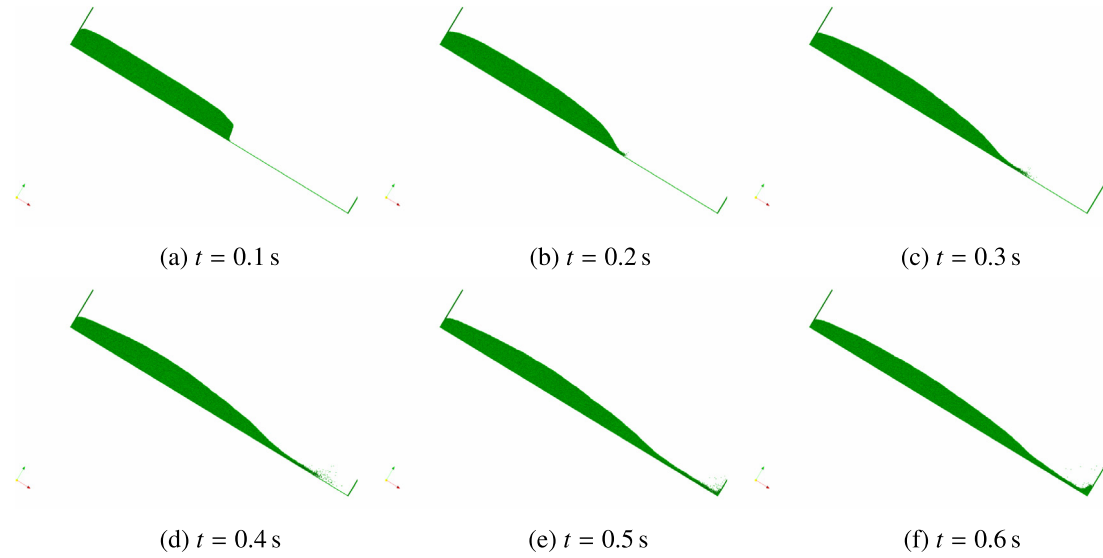 (a) t = 0.1 s
(b) t = 0.2 s
(c) t = 0.3 s
(d) t = 0.4 s
(e) t = 0.5 s
(f) t = 0.6 s